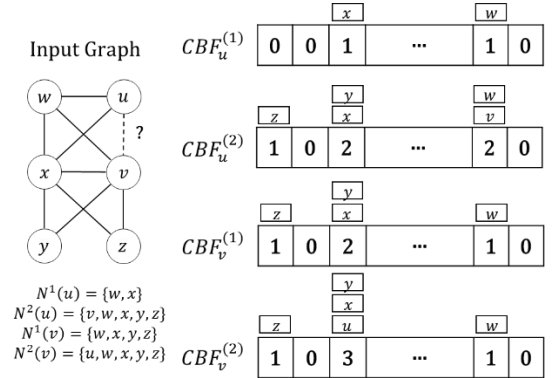 Input Graph
w u
?
x v
y z
N¹(u) = {w, x}
N²(u) = {v, w, x, y, z}
N¹(v) = {w, x, y, z}
N²(v) = {u, w, x, y, z}
x w
CBF_u^(1) 0 0 1 ··· 1 0
y w
z x v
CBF_u^(2) 1 0 2 ··· 2 0
y
z x w
CBF_v^(1) 1 0 2 ··· 1 0
y
x
z u w
CBF_v^(2) 1 0 3 ··· 1 0